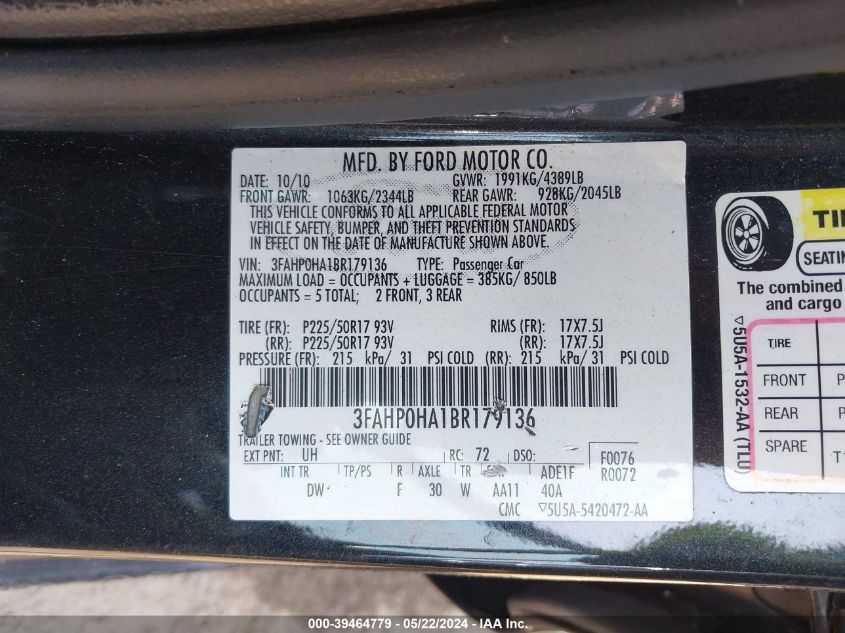 MFD. BY FORD MOTOR CO.
DATE: 10/10 GVWR: 1991KG/4389LB
FRONT GAWR: 1063KG/2344LB REAR GAWR: 928KG/2045LB
THIS VEHICLE CONFORMS TO ALL APPLICABLE FEDERAL MOTOR
VEHICLE SAFETY, BUMPER, AND THEFT PREVENTION STANDARDS
IN EFFECT ON THE DATE OF MANUFACTURE SHOWN ABOVE.
VIN: 3FAHP0HA1BR179136 TYPE: Passenger Car
MAXIMUM LOAD = OCCUPANTS + LUGGAGE = 385KG/ 850LB
OCCUPANTS = 5 TOTAL; 2 FRONT, 3 REAR
TIRE (FR): P225/50R17 93V RIMS (FR): 17X7.5J
(RR): P225/50R17 93V (RR): 17X7.5J
PRESSURE (FR): 215 kPa/ 31 PSI COLD (RR): 215 kPa/ 31 PSI COLD
3FAHP0HA1BR179136
TRAILER TOWING - SEE OWNER GUIDE
EXT PNT: UH RC: 72 DSO: F0076
R0072
INT TR TP/PS R AXLE TR ADE1F
DW F 30 W AA11 40A
CMC ▽5U5A-5420472-AA
TI
SEATIN
The combined
and cargo
▽5U5A-1532-AA (TLU)
TIRE
FRONT P
REAR P
SPARE T1
000-39464779 - 05/22/2024 - IAA Inc.